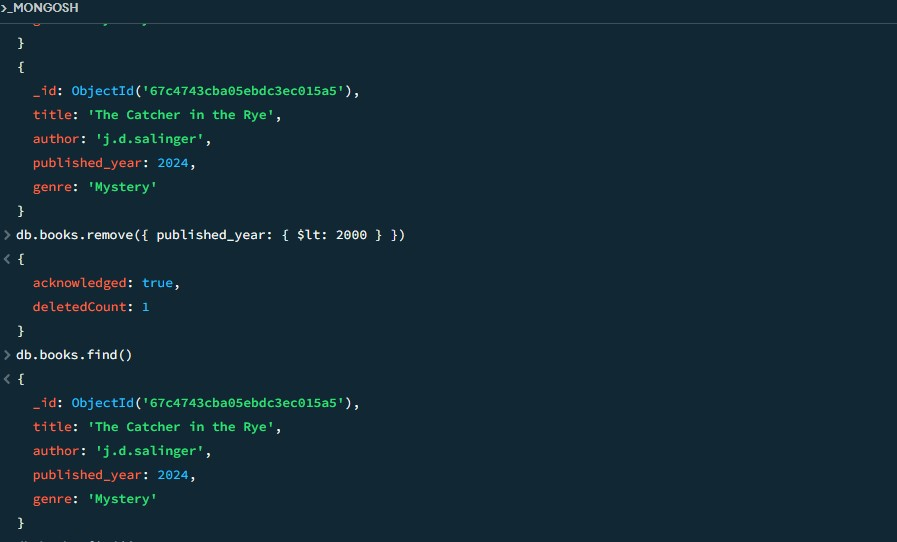 >_MONGOSH
}
{
_id: ObjectId('67c4743cba05ebdc3ec015a5'),
title: 'The Catcher in the Rye',
author: 'j.d.salinger',
published_year: 2024,
genre: 'Mystery'
}
> db.books.remove({ published_year: { $lt: 2000 } })
< {
acknowledged: true,
deletedCount: 1
}
> db.books.find()
< {
_id: ObjectId('67c4743cba05ebdc3ec015a5'),
title: 'The Catcher in the Rye',
author: 'j.d.salinger',
published_year: 2024,
genre: 'Mystery'
}